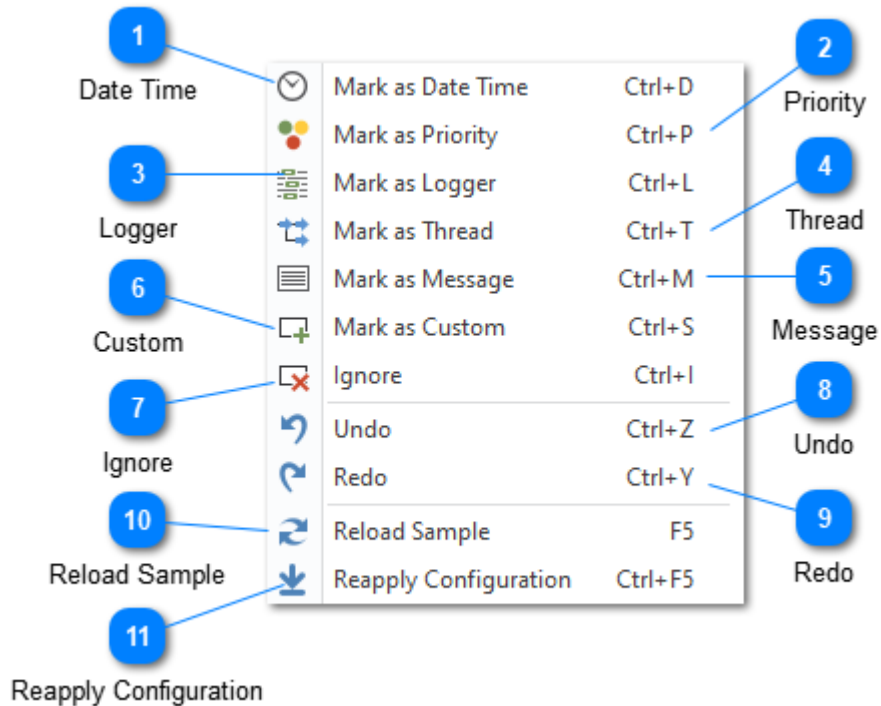 1
Date Time
2
Priority
3
Logger
4
Thread
5
Message
6
Custom
7
Ignore
8
Undo
9
Redo
10
Reload Sample
11
Reapply Configuration
Mark as Date Time Ctrl+D
Mark as Priority Ctrl+P
Mark as Logger Ctrl+L
Mark as Thread Ctrl+T
Mark as Message Ctrl+M
Mark as Custom Ctrl+S
Ignore Ctrl+I
Undo Ctrl+Z
Redo Ctrl+Y
Reload Sample F5
Reapply Configuration Ctrl+F5